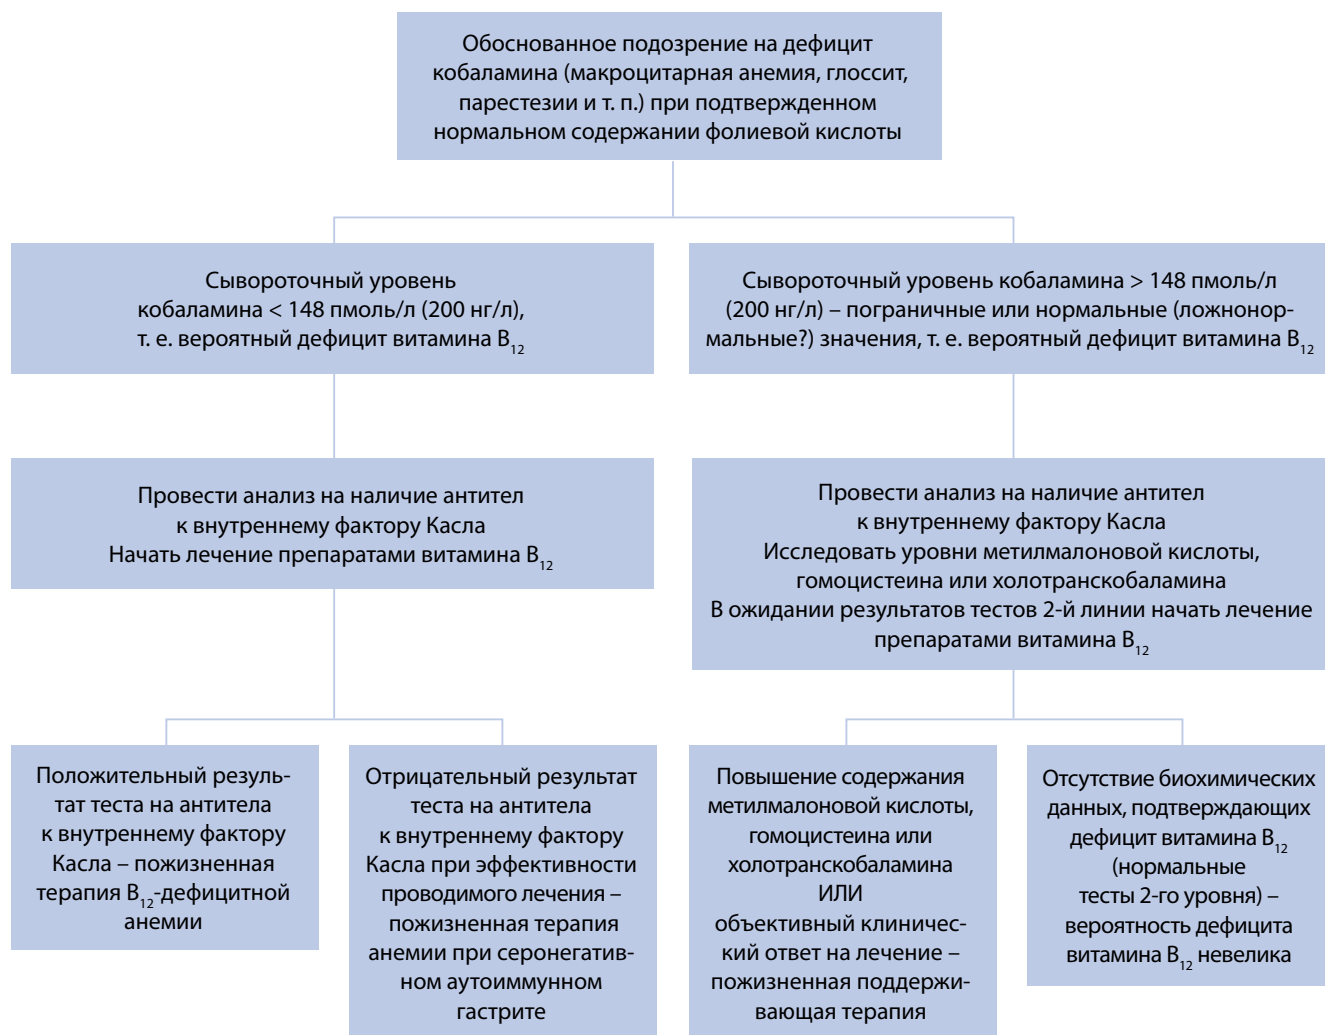 Обоснованное подозрение на дефицит
кобаламина (макроцитарная анемия, глоссит,
парестезии и т. п.) при подтвержденном
нормальном содержании фолиевой кислоты
Сывороточный уровень
кобаламина < 148 пмоль/л (200 нг/л),
т. е. вероятный дефицит витамина B₁₂
Сывороточный уровень кобаламина > 148 пмоль/л
(200 нг/л) – пограничные или нормальные (ложнонор-
мальные?) значения, т. е. вероятный дефицит витамина B₁₂
Провести анализ на наличие антител
к внутреннему фактору Касла
Начать лечение препаратами витамина B₁₂
Провести анализ на наличие антител
к внутреннему фактору Касла
Исследовать уровни метилмалоновой кислоты,
гомоцистеина или холотранскобаламина
В ожидании результатов тестов 2-й линии начать лечение
препаратами витамина B₁₂
Положительный резуль-
тат теста на антитела
к внутреннему фактору
Касла – пожизненная
терапия B₁₂-дефицитной
анемии
Отрицательный результат
теста на антитела
к внутреннему фактору
Касла при эффективности
проводимого лечения –
пожизненная терапия
анемии при серонегатив-
ном аутоиммунном
гастрите
Повышение содержания
метилмалоновой кислоты,
гомоцистеина или
холотранскобаламина
ИЛИ
объективный клиничес-
кий ответ на лечение –
пожизненная поддержи-
вающая терапия
Отсутствие биохимических
данных, подтверждающих
дефицит витамина B₁₂
(нормальные
тесты 2-го уровня) –
вероятность дефицита
витамина B₁₂ невелика